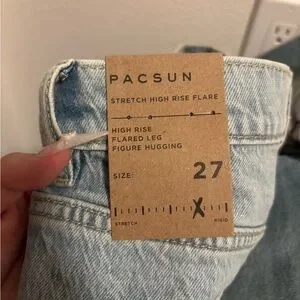 PACSUN
STRETCH HIGH RISE FLARE
HIGH RISE
FLARED LEG
FIGURE HUGGING
SIZE: 27
X
STRETCH RIGID